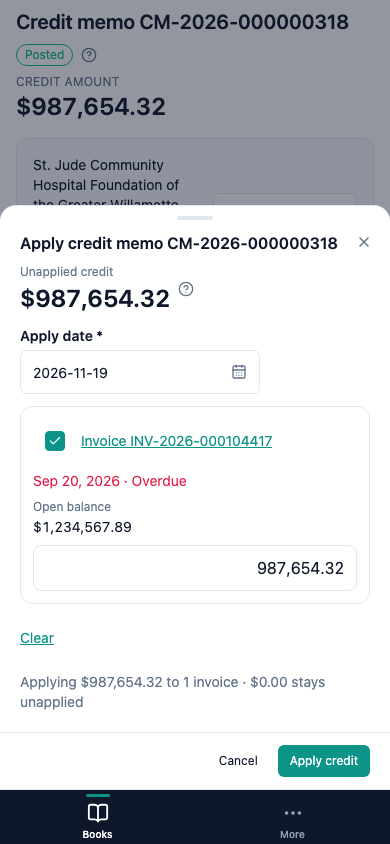 Credit memo CM-2026-000000318
Posted
CREDIT AMOUNT
$987,654.32
St. Jude Community
Hospital Foundation of
the Greater Willamette
Apply credit memo CM-2026-000000318
Unapplied credit
$987,654.32
Apply date *
2026-11-19
Invoice INV-2026-000104417
Sep 20, 2026 · Overdue
Open balance
$1,234,567.89
987,654.32
Clear
Applying $987,654.32 to 1 invoice · $0.00 stays
unapplied
Cancel
Apply credit
Books
More